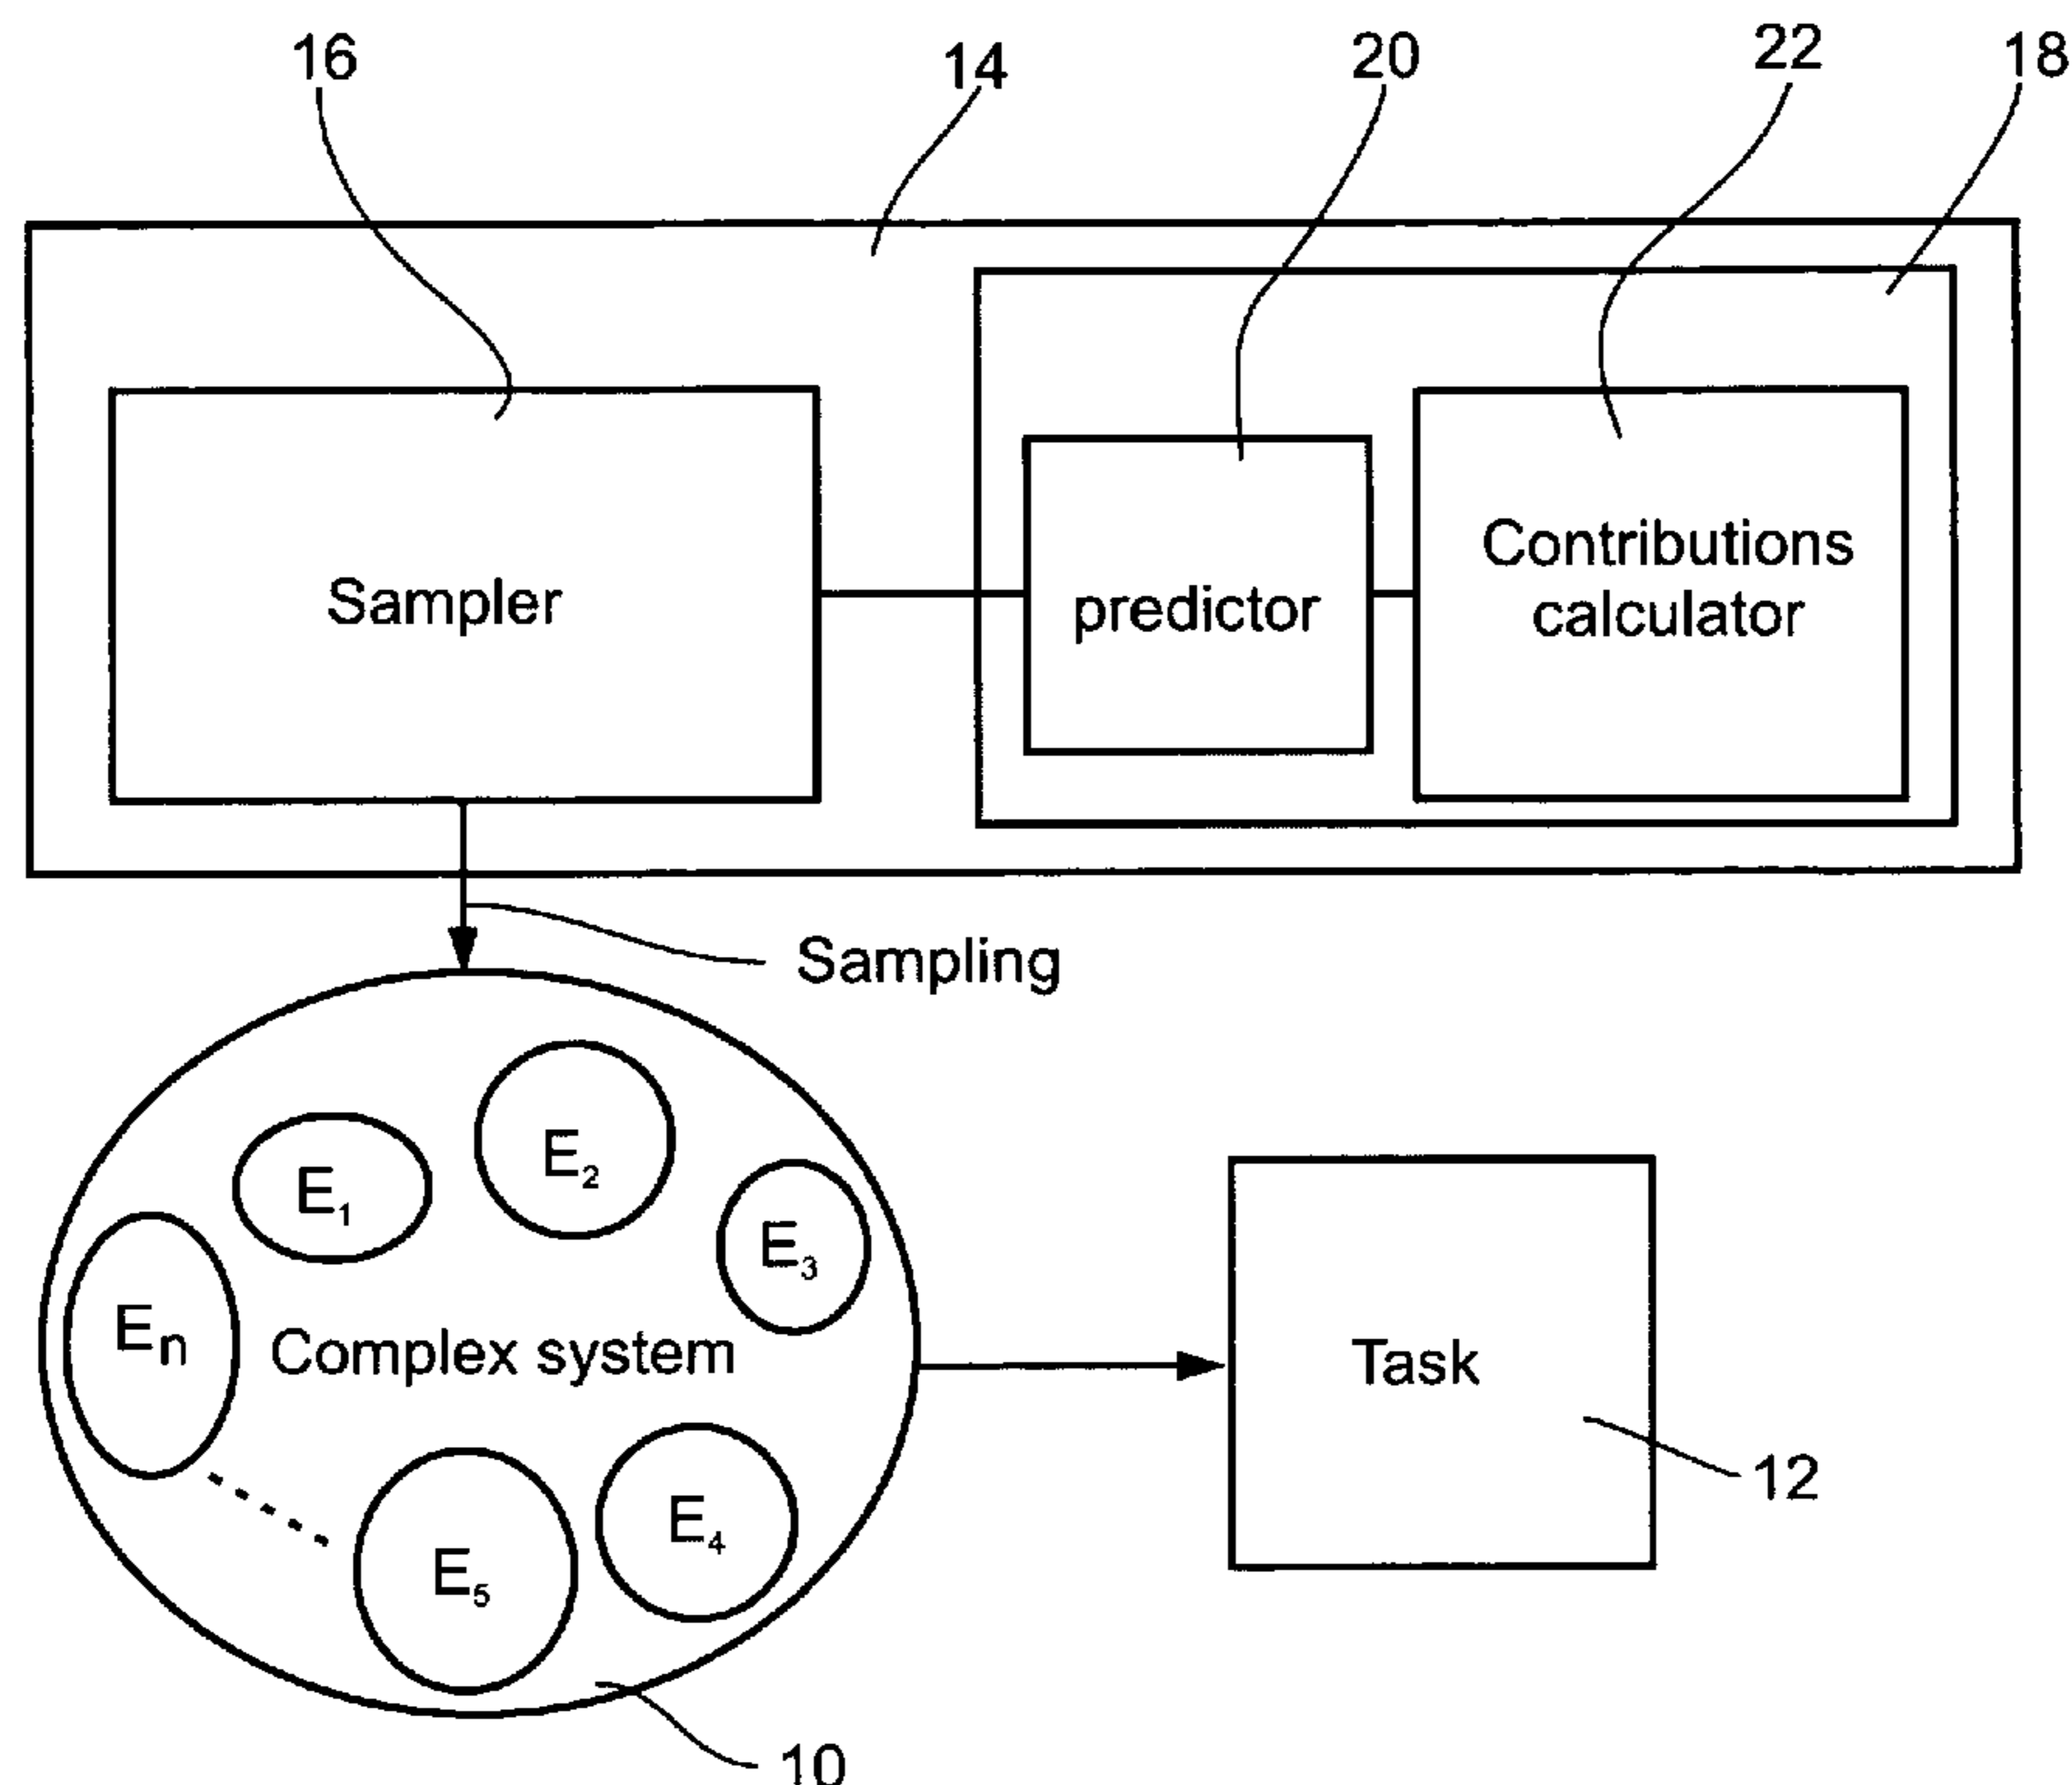 16 14 20 22 18
Sampler
predictor
Contributions
calculator
Sampling
E1
E2
E3
En
Complex system
Task
E4
E5
12
10